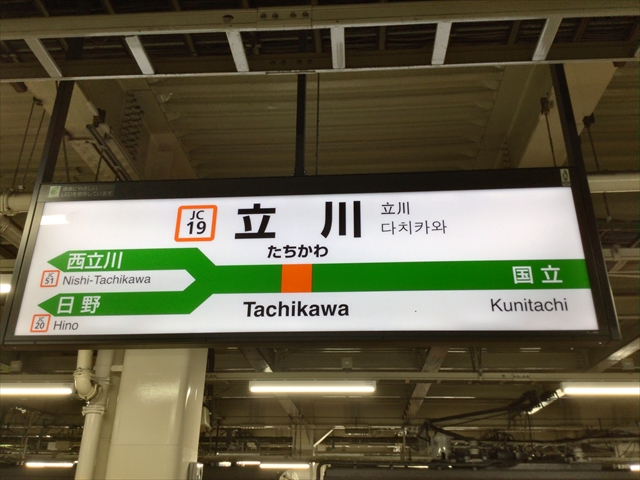 JC
19
立川
立川
다치카와
たちかわ
西立川
JC
51
Nishi-Tachikawa
日野
JC
20
Hino
Tachikawa
国立
Kunitachi